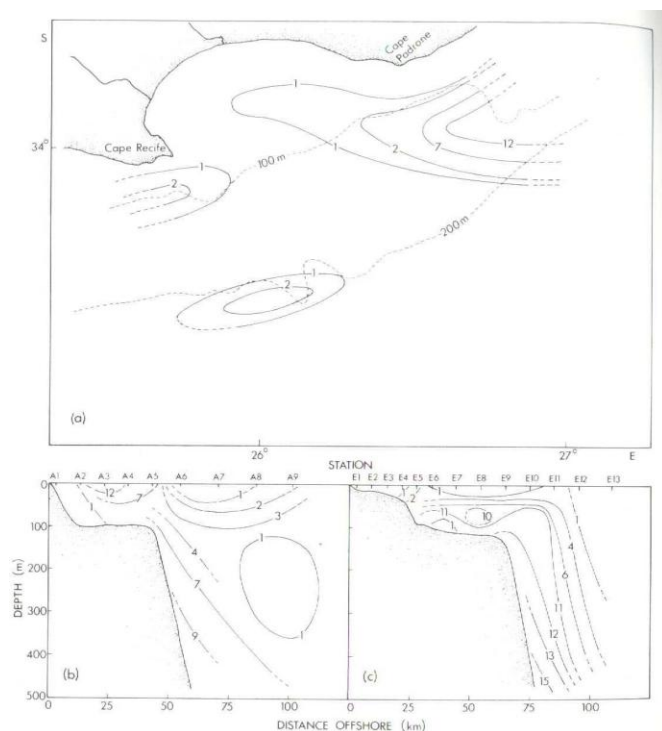 S
Cape
Padrone
1
34°
Cape Recife
1
2
7
12
1
100 m
2
200 m
1
2
(a)
26°
27°
E
STATION
A1 A2 A3 A4 A5 A6 A7 A8 A9
E1 E2 E3 E4 E5 E6 E7 E8 E9 E10 E11 E12 E13
0
100
200
300
400
500
DEPTH (m)
12
7
1
1
2
3
4
7
9
1
1
(b)
1
2
11
1
10
1
4
6
11
12
13
15
(c)
0 25 50 75 100 125
0 25 50 75 100 125
DISTANCE OFFSHORE (km)